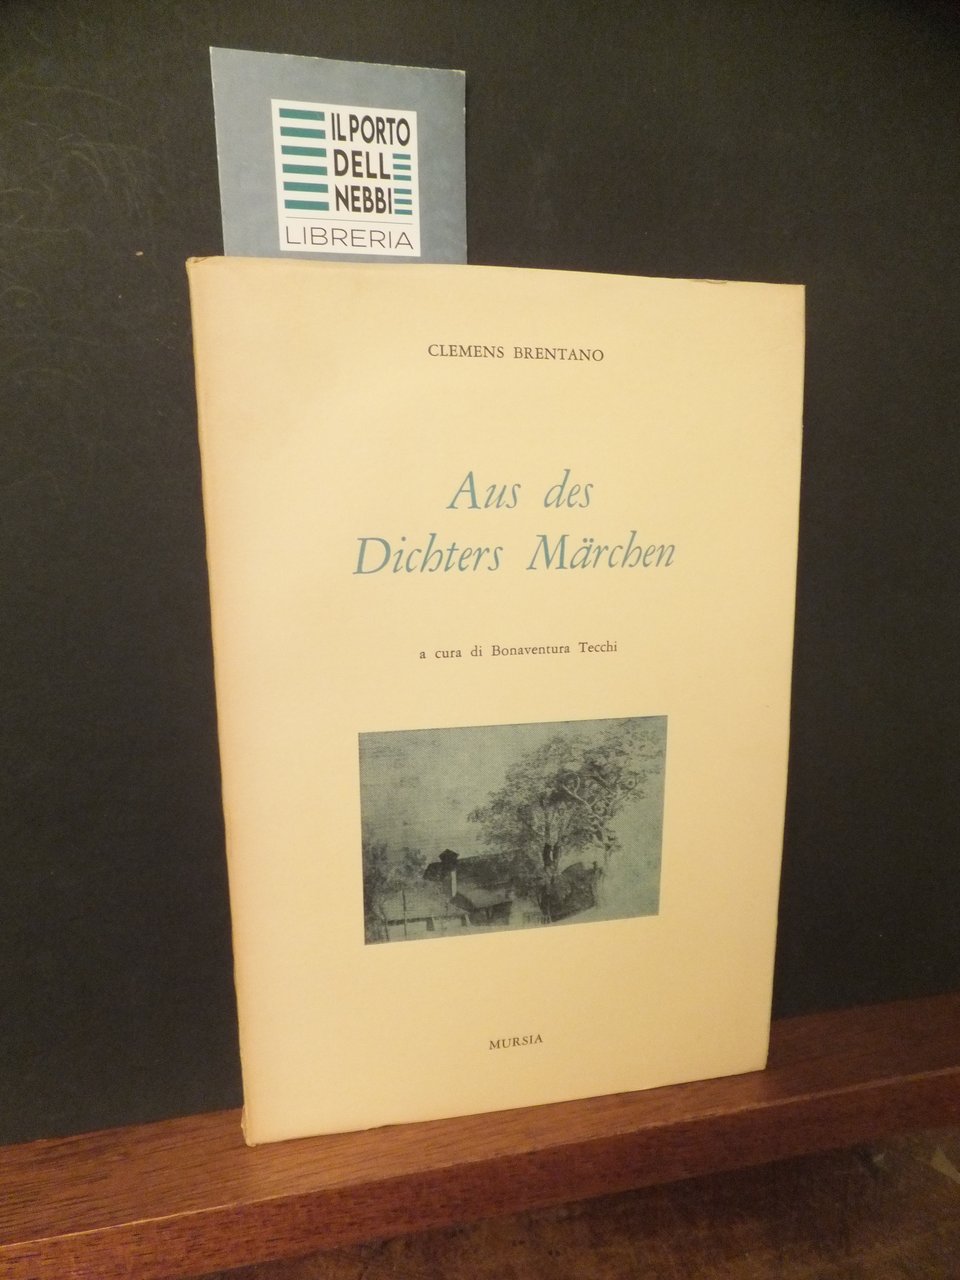 IL PORTO
DELLE
NEBBIE
LIBRERIA
CLEMENS BRENTANO
Aus des
Dichters Märchen
a cura di Bonaventura Tecchi
MURSIA